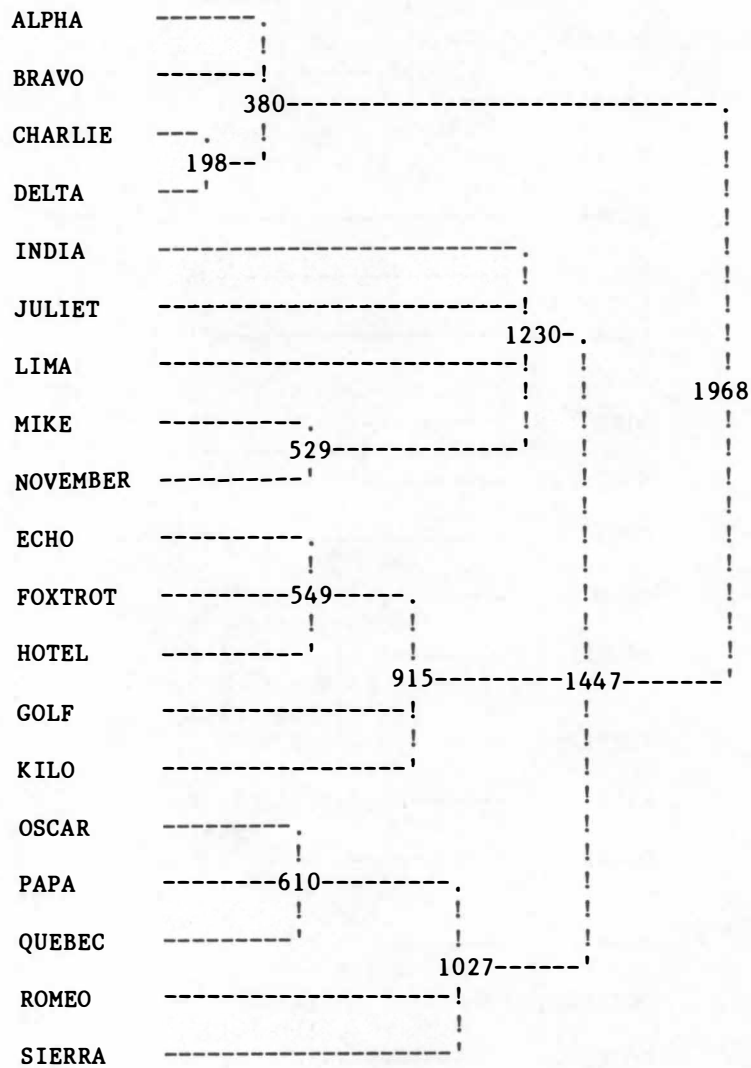 ALPHA
BRAVO
380
CHARLIE
198
DELTA
INDIA
JULIET
1230
LIMA
1968
MIKE
529
NOVEMBER
ECHO
FOXTROT 549
HOTEL
915 1447
GOLF
KILO
OSCAR
PAPA 610
QUEBEC
1027
ROMEO
SIERRA